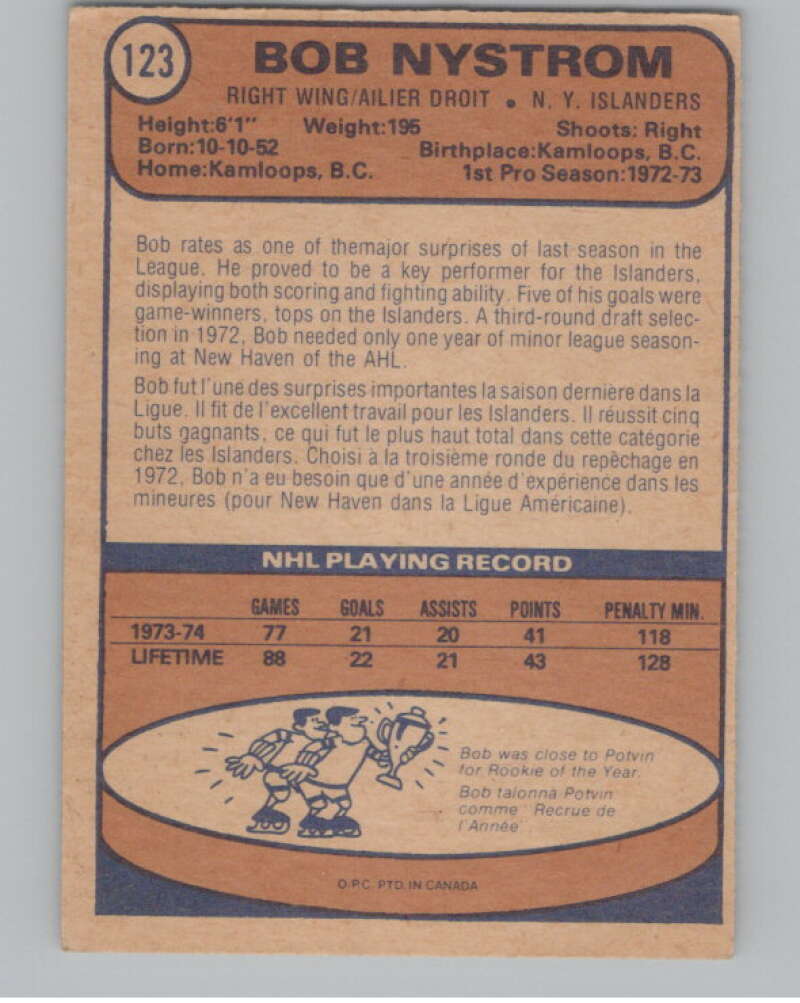 123
BOB NYSTROM
RIGHT WING/AILIER DROIT • N. Y. ISLANDERS
Height:6'1" Weight:195 Shoots: Right
Born:10-10-52 Birthplace:Kamloops, B.C.
Home:Kamloops, B.C. 1st Pro Season:1972-73
Bob rates as one of themajor surprises of last season in the
League. He proved to be a key performer for the Islanders,
displaying both scoring and fighting ability. Five of his goals were
game-winners, tops on the Islanders. A third-round draft selec-
tion in 1972, Bob needed only one year of minor league season-
ing at New Haven of the AHL.
Bob fut l'une des surprises importantes la saison dernière dans la
Ligue. Il fit de l'excellent travail pour les Islanders. Il réussit cinq
buts gagnants, ce qui fut le plus haut total dans cette catégorie
chez les Islanders. Choisi à la troisième ronde du repêchage en
1972, Bob n'a eu besoin que d'une année d'expérience dans les
mineures (pour New Haven dans la Ligue Américaine).
NHL PLAYING RECORD
GAMES GOALS ASSISTS POINTS PENALTY MIN.
1973-74 77 21 20 41 118
LIFETIME 88 22 21 43 128
Bob was close to Potvin
for Rookie of the Year.
Bob talonna Potvin
comme Recrue de
l'Année
O.P.C. PTD. IN CANADA